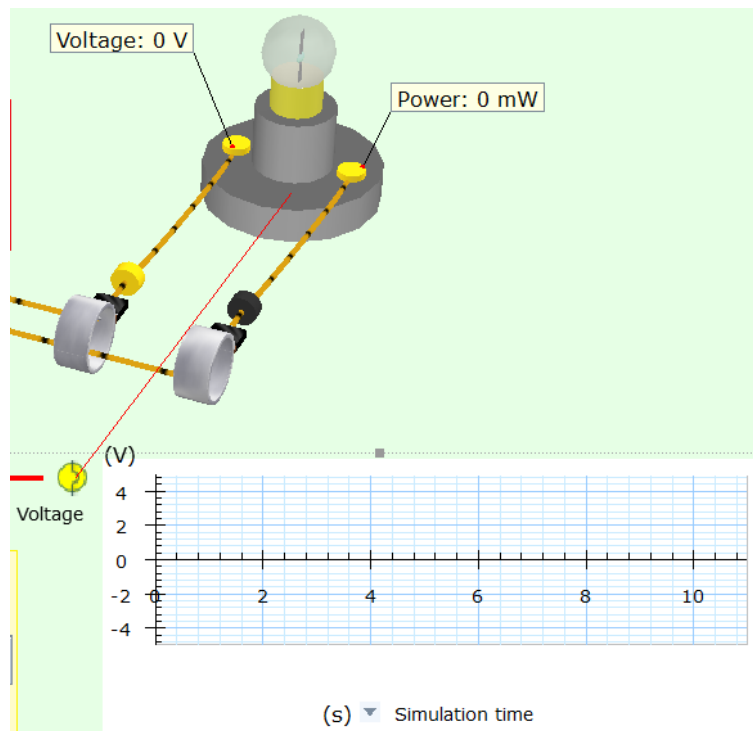 Voltage: 0 V
Power: 0 mW
(V)
Voltage
4
2
0
-2
-4
0 2 4 6 8 10
(s) Simulation time